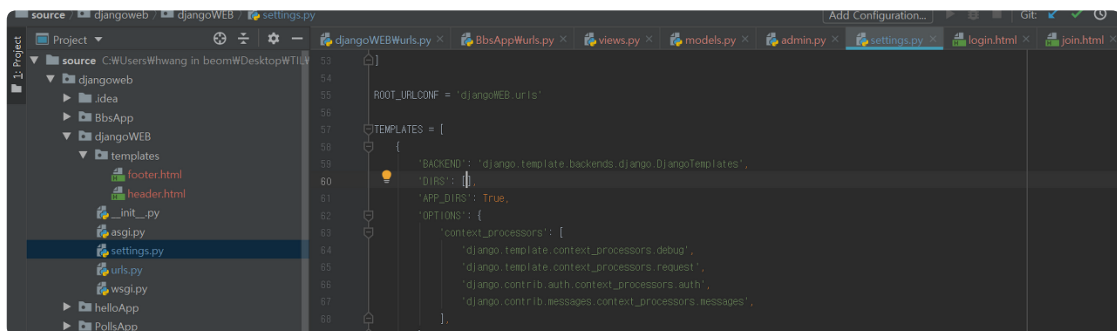 source / djangoweb / djangoWEB / settings.py
Add Configuration...
Git:
1: Project
Project
djangoWEB₩urls.py
BbsApp₩urls.py
views.py
models.py
admin.py
settings.py
login.html
join.html
source C:₩Users₩hwang in beom₩Desktop₩TIL₩
djangoweb
.idea
BbsApp
djangoWEB
templates
footer.html
header.html
__init__.py
asgi.py
settings.py
urls.py
wsgi.py
helloApp
PollsApp
53 ]
54
55 ROOT_URLCONF = 'djangoWEB.urls'
56
57 TEMPLATES = [
58 {
59 'BACKEND': 'django.template.backends.django.DjangoTemplates',
60 'DIRS': [],
61 'APP_DIRS': True,
62 'OPTIONS': {
63 'context_processors': [
64 'django.template.context_processors.debug',
65 'django.template.context_processors.request',
66 'django.contrib.auth.context_processors.auth',
67 'django.contrib.messages.context_processors.messages',
68 ],